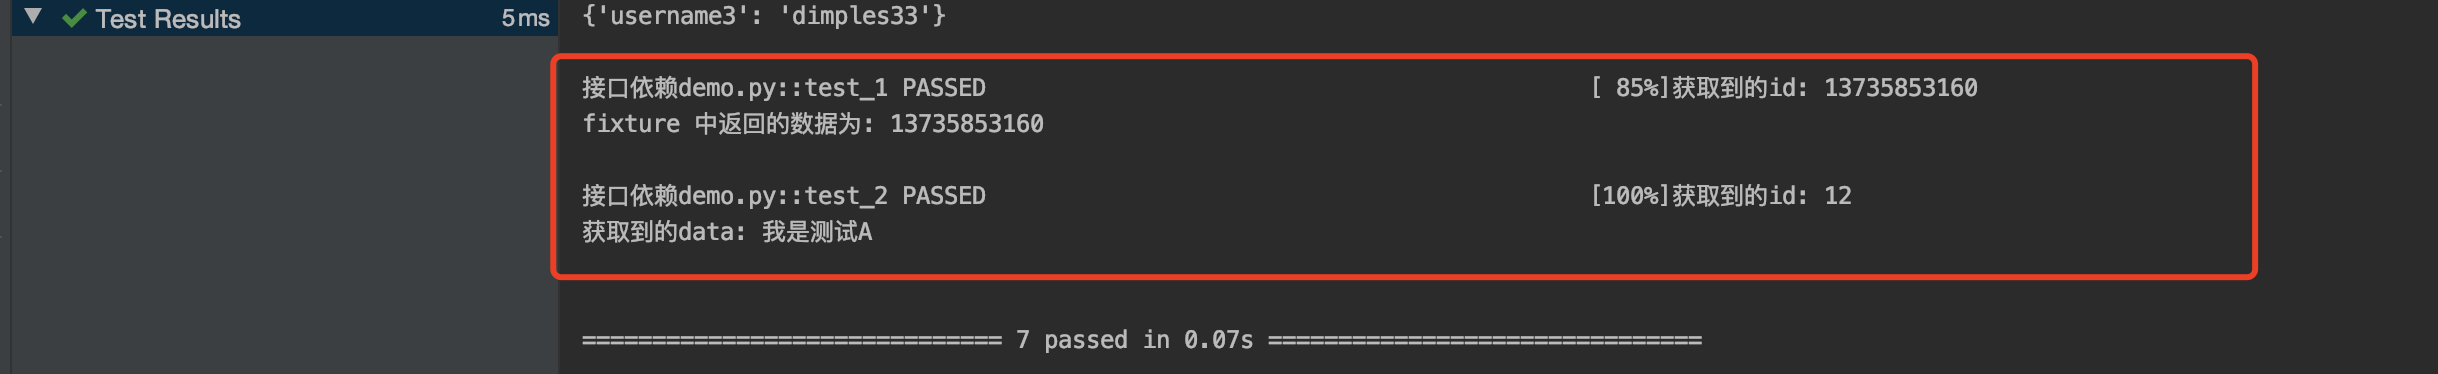 Test Results 5 ms
{'username3': 'dimples33'}
接口依赖demo.py::test_1 PASSED [ 85%]获取到的id: 13735853160
fixture 中返回的数据为: 13735853160
接口依赖demo.py::test_2 PASSED [100%]获取到的id: 12
获取到的data: 我是测试A
============================== 7 passed in 0.07s ===============================